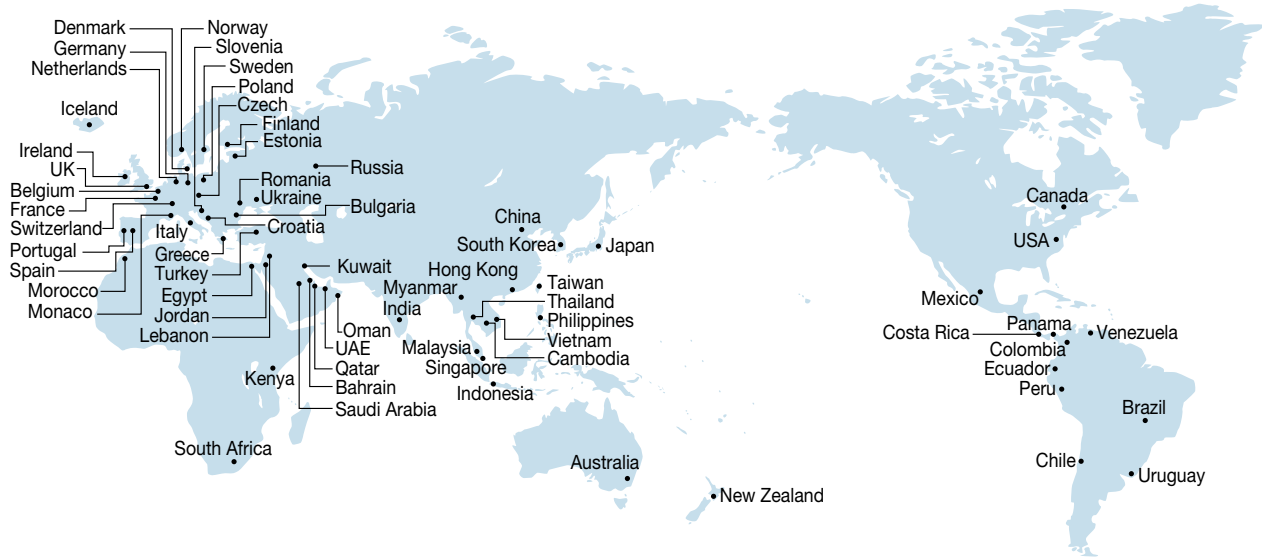 Denmark
Norway
Germany
Slovenia
Netherlands
Sweden
Poland
Czech
Iceland
Finland
Estonia
Ireland
UK
Russia
Romania
Belgium
Ukraine
France
Bulgaria
Switzerland
Italy
Croatia
Portugal
Greece
Spain
Turkey
Morocco
Egypt
Monaco
Jordan
Lebanon
Kuwait
Oman
UAE
Qatar
Bahrain
Saudi Arabia
Kenya
South Africa
China
South Korea
Japan
Hong Kong
Myanmar
India
Taiwan
Thailand
Philippines
Vietnam
Cambodia
Malaysia
Singapore
Indonesia
Australia
New Zealand
Canada
USA
Mexico
Costa Rica
Panama
Venezuela
Colombia
Ecuador
Peru
Brazil
Chile
Uruguay